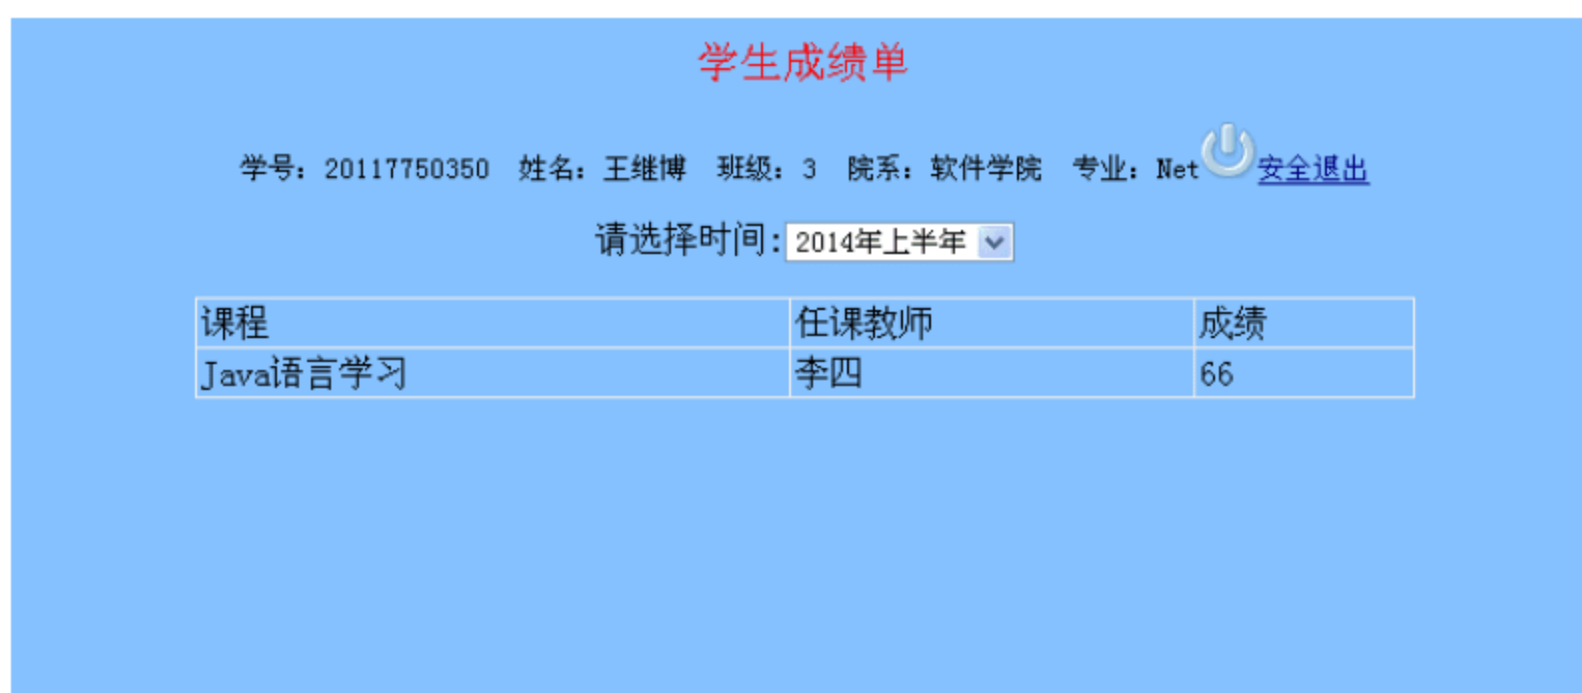 学生成绩单
学号: 20117750350 姓名: 王继博 班级: 3 院系: 软件学院 专业: Net 安全退出
请选择时间: 2014年上半年
课程 任课教师 成绩
Java语言学习 李四 66